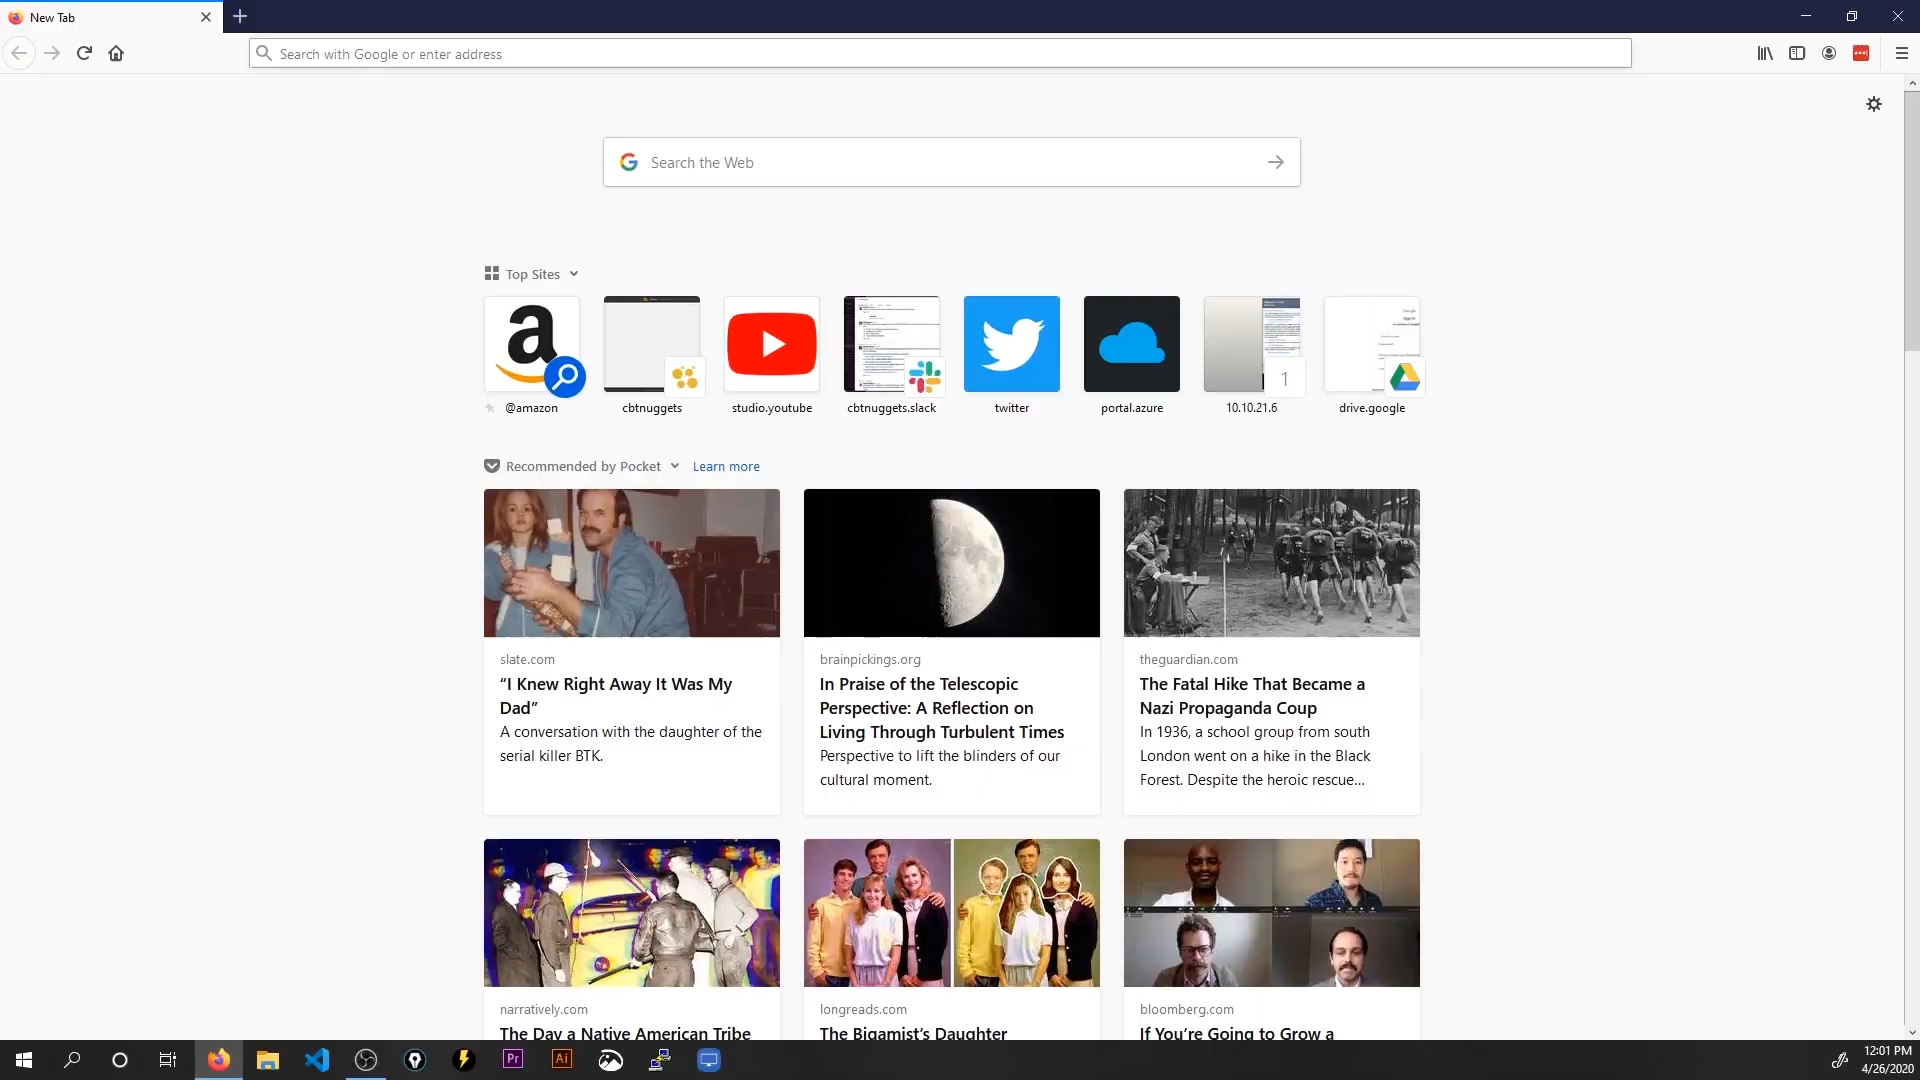 New Tab
Search with Google or enter address
Search the Web
Top Sites
@amazon
cbtnuggets
studio.youtube
cbtnuggets.slack
twitter
portal.azure
1
10.10.21.6
drive.google
Recommended by Pocket
Learn more
slate.com
“I Knew Right Away It Was My
Dad”
A conversation with the daughter of the
serial killer BTK.
brainpickings.org
In Praise of the Telescopic
Perspective: A Reflection on
Living Through Turbulent Times
Perspective to lift the blinders of our
cultural moment.
theguardian.com
The Fatal Hike That Became a
Nazi Propaganda Coup
In 1936, a school group from south
London went on a hike in the Black
Forest. Despite the heroic rescue...
narratively.com
The Day a Native American Tribe
longreads.com
The Bigamist’s Daughter
bloomberg.com
If You’re Going to Grow a
Pr
Ai
12:01 PM
4/26/2020